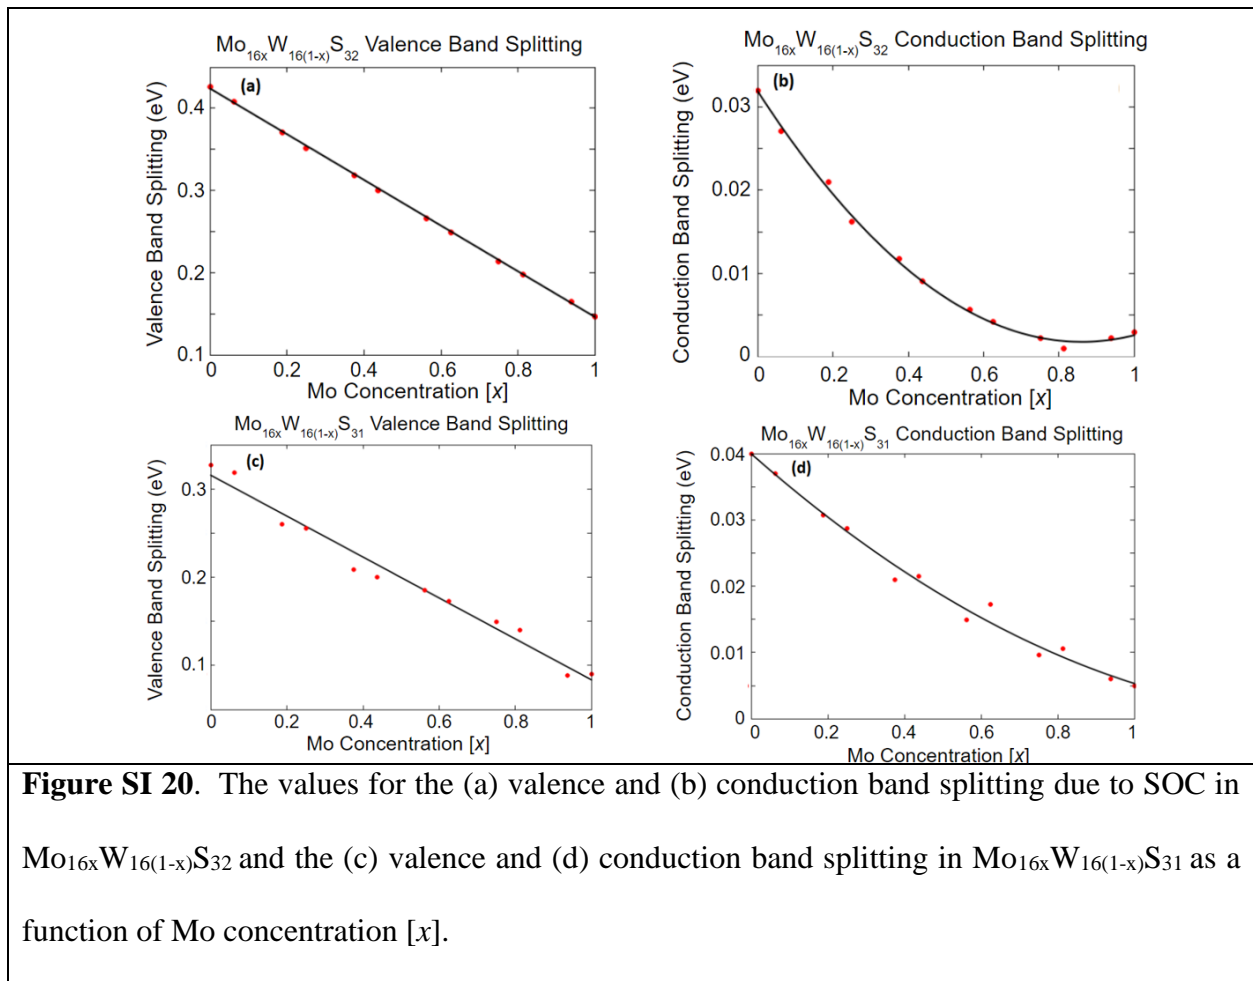 Mo16xW16(1-x)S32 Valence Band Splitting
(a)
Valence Band Splitting (eV)
0.4
0.3
0.2
0.1
0 0.2 0.4 0.6 0.8 1
Mo Concentration [x]
Mo16xW16(1-x)S32 Conduction Band Splitting
(b)
Conduction Band Splitting (eV)
0.03
0.02
0.01
0
0 0.2 0.4 0.6 0.8 1
Mo Concentration [x]
Mo16xW16(1-x)S31 Valence Band Splitting
(c)
Valence Band Splitting (eV)
0.3
0.2
0.1
0 0.2 0.4 0.6 0.8 1
Mo Concentration [x]
Mo16xW16(1-x)S31 Conduction Band Splitting
(d)
Conduction Band Splitting (eV)
0.04
0.03
0.02
0.01
0
0 0.2 0.4 0.6 0.8 1
Mo Concentration [x]
Figure SI 20. The values for the (a) valence and (b) conduction band splitting due to SOC in
Mo16xW16(1-x)S32 and the (c) valence and (d) conduction band splitting in Mo16xW16(1-x)S31 as a
function of Mo concentration [x].